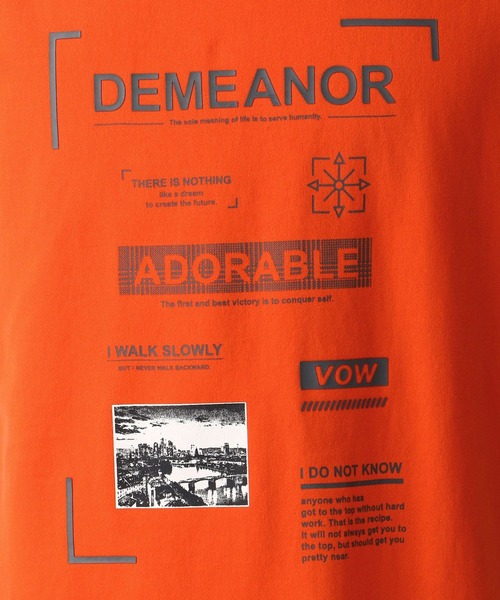 DEMEANOR
The sole meaning of life is to serve humanity.
THERE IS NOTHING
like a dream
to create the future.
ADORABLE
The first and best victory is to conquer self.
I WALK SLOWLY
BUT I NEVER WALK BACKWARD.
VOW
I DO NOT KNOW
anyone who has
got to the top without hard
work. That is the recipe.
It will not always get you to
the top, but should get you
pretty near.